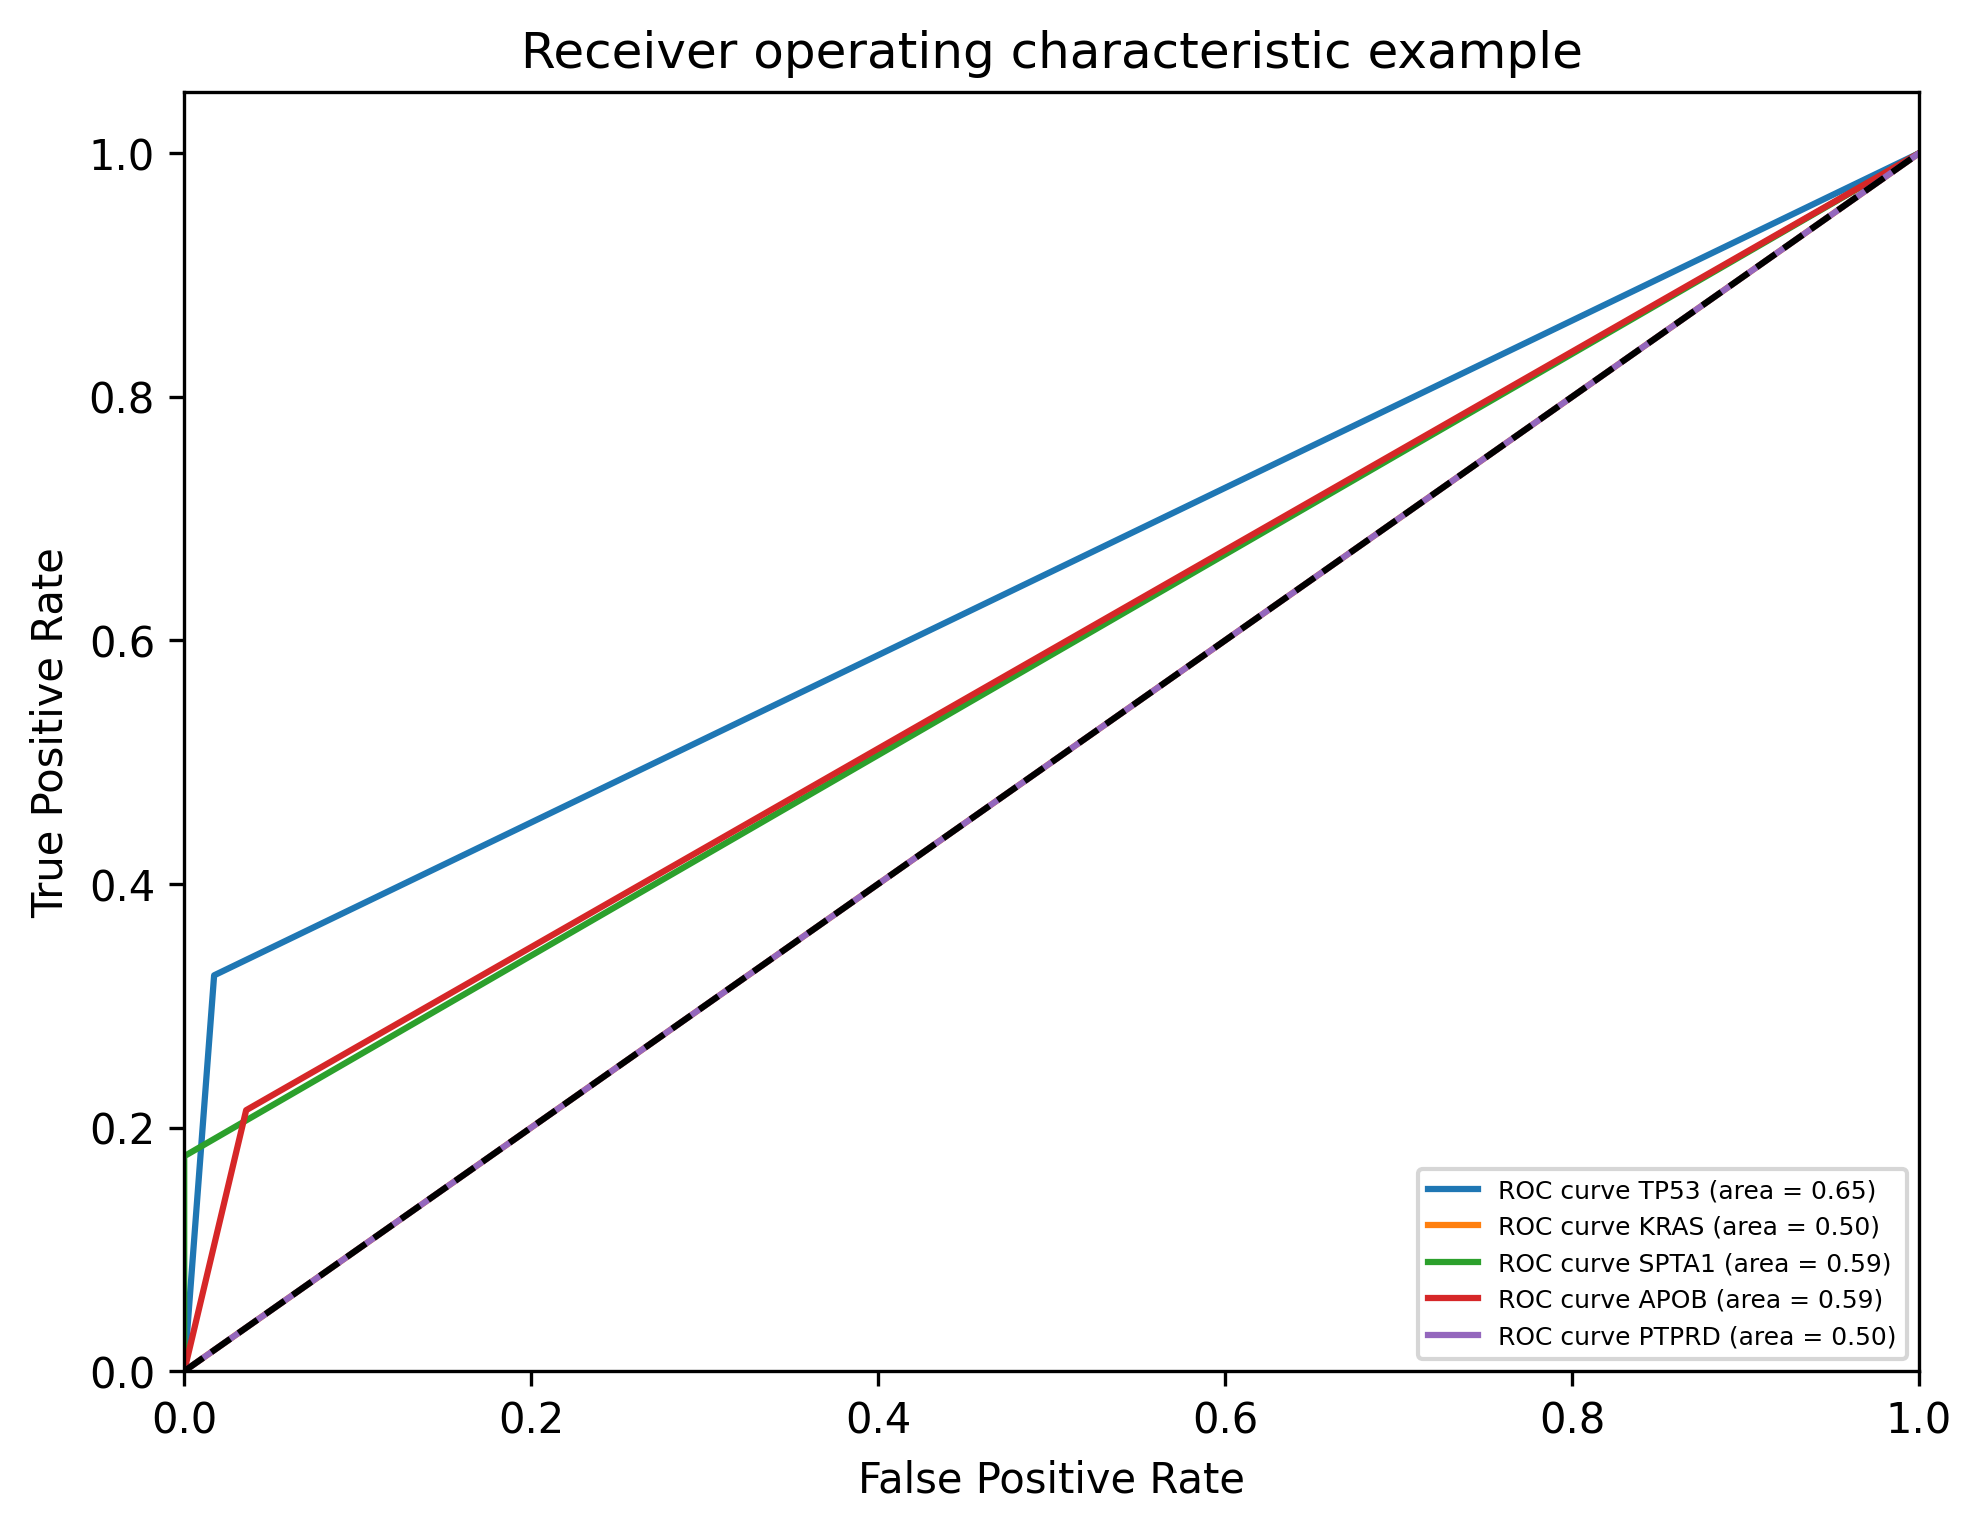 Receiver operating characteristic example
True Positive Rate
1.0
0.8
0.6
0.4
0.2
0.0
0.0 0.2 0.4 0.6 0.8 1.0
False Positive Rate
ROC curve TP53 (area = 0.65)
ROC curve KRAS (area = 0.50)
ROC curve SPTA1 (area = 0.59)
ROC curve APOB (area = 0.59)
ROC curve PTPRD (area = 0.50)